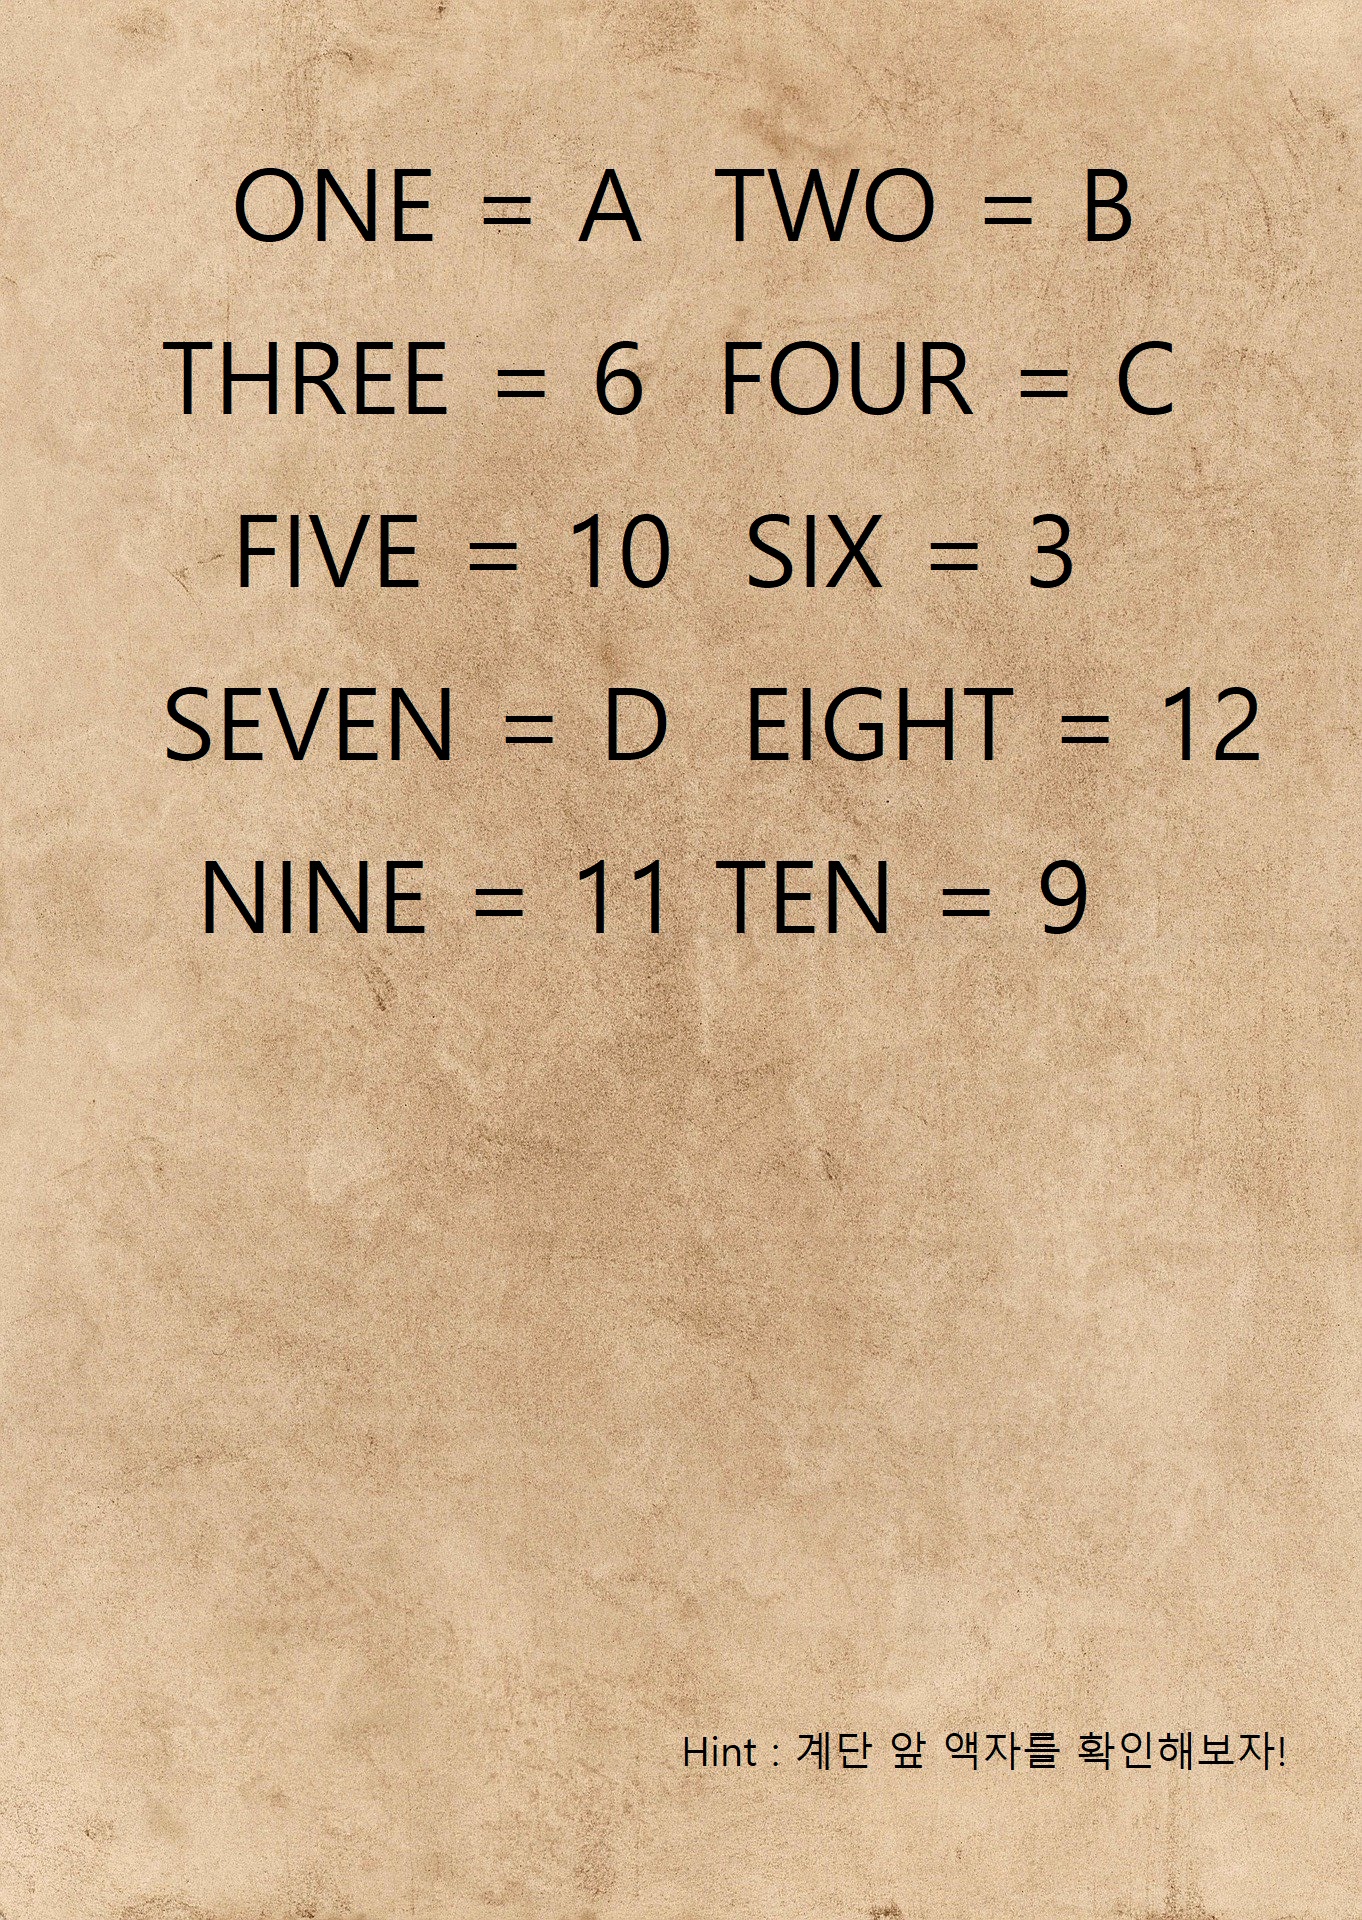 ONE = A TWO = B
THREE = 6 FOUR = C
FIVE = 10 SIX = 3
SEVEN = D EIGHT = 12
NINE = 11 TEN = 9
Hint : 계단 앞 액자를 확인해보자!